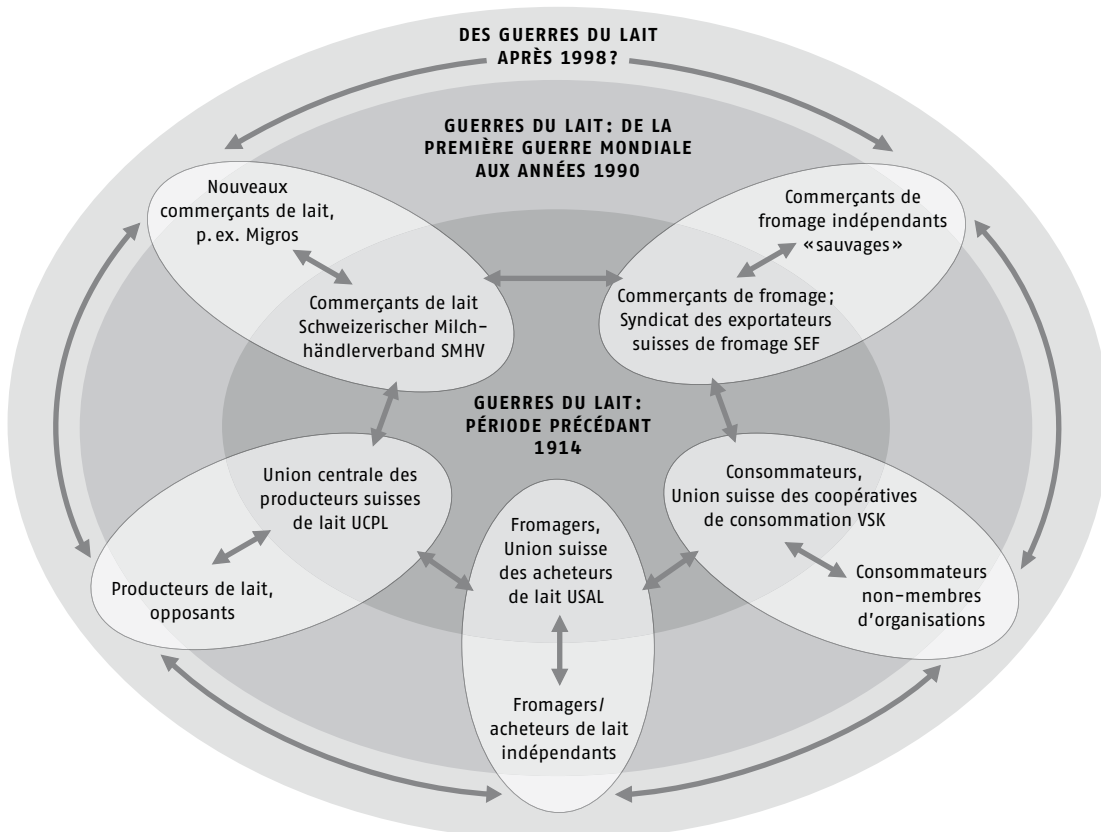 DES GUERRES DU LAIT
APRÈS 1998?
GUERRES DU LAIT: DE LA
PREMIÈRE GUERRE MONDIALE
AUX ANNÉES 1990
Nouveaux
commerçants de lait,
p. ex. Migros
Commerçants de lait
Schweizerischer Milch-
händlerverband SMHV
Commerçants de
fromage indépendants
«sauvages»
Commerçants de fromage;
Syndicat des exportateurs
suisses de fromage SEF
GUERRES DU LAIT:
PÉRIODE PRÉCÉDANT
1914
Union centrale des
producteurs suisses
de lait UCPL
Producteurs de lait,
opposants
Fromagers,
Union suisse
des acheteurs
de lait USAL
Fromagers/
acheteurs de lait
indépendants
Consommateurs,
Union suisse des coopératives
de consommation VSK
Consommateurs
non-membres
d'organisations